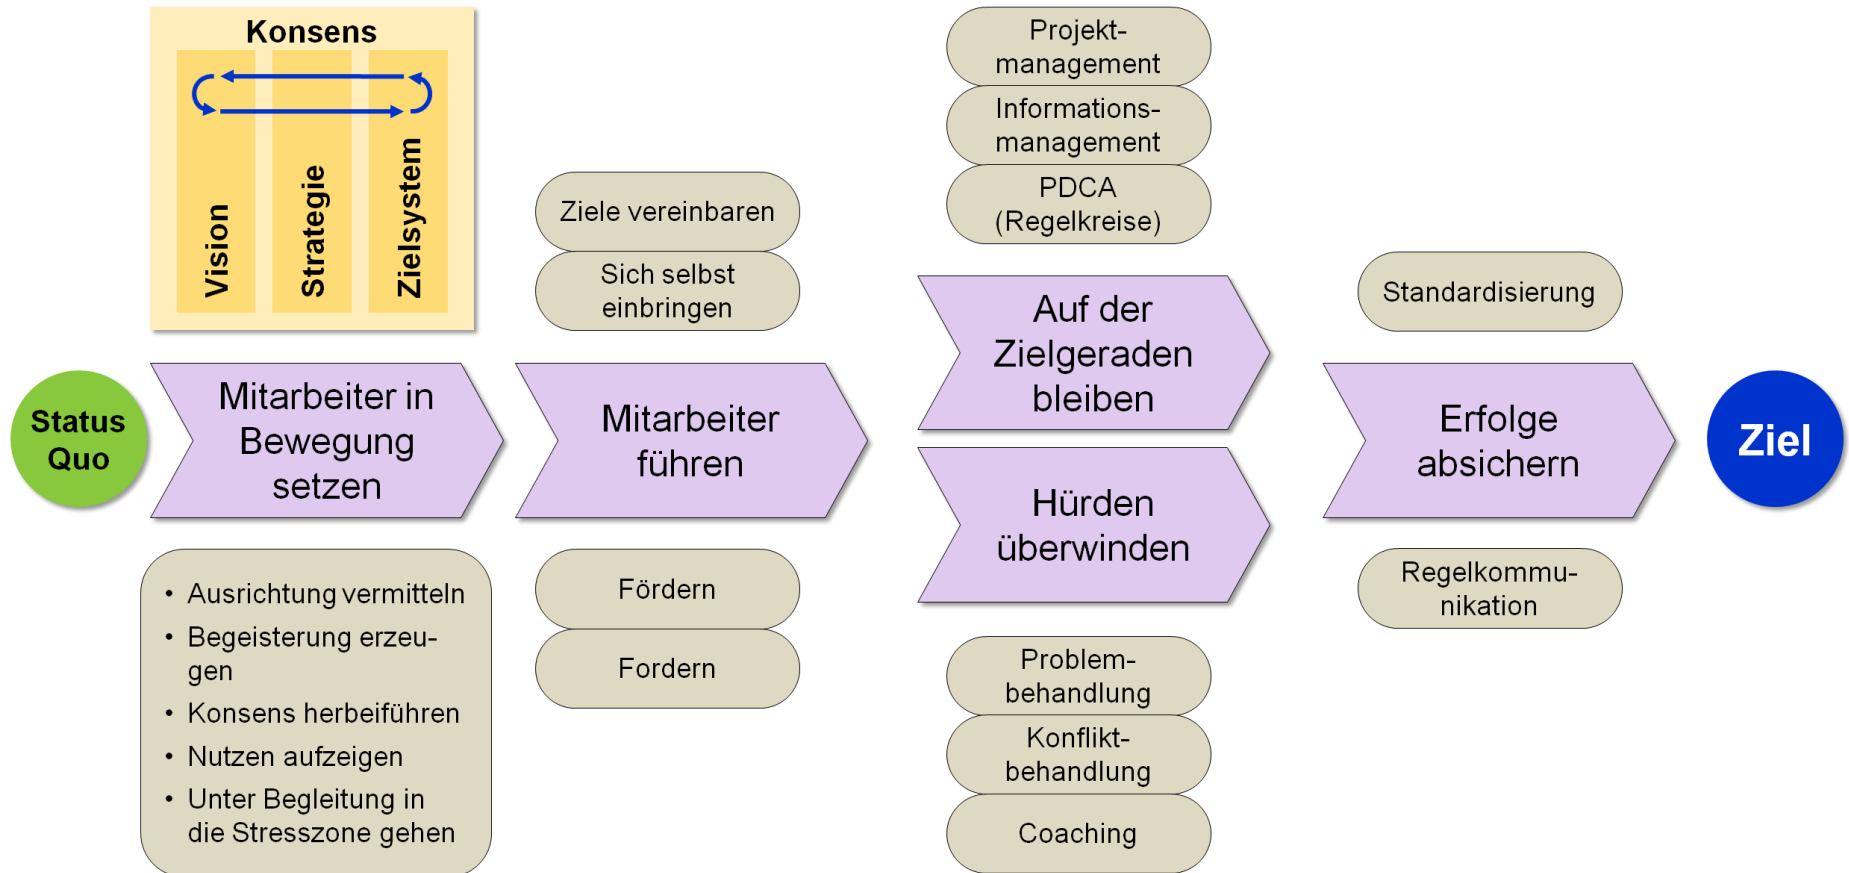 Konsens
Vision
Strategie
Zielsystem
Status
Quo
Mitarbeiter in
Bewegung
setzen
• Ausrichtung vermitteln
• Begeisterung erzeu-
gen
• Konsens herbeiführen
• Nutzen aufzeigen
• Unter Begleitung in
die Stresszone gehen
Ziele vereinbaren
Sich selbst
einbringen
Mitarbeiter
führen
Fördern
Fordern
Projekt-
management
Informations-
management
PDCA
(Regelkreise)
Auf der
Zielgeraden
bleiben
Hürden
überwinden
Problem-
behandlung
Konflikt-
behandlung
Coaching
Standardisierung
Erfolge
absichern
Regelkommu-
nikation
Ziel